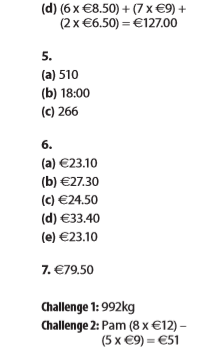 (d) (6 x €8.50) + (7 x €9) +
(2 x €6.50) = €127.00
5.
(a) 510
(b) 18:00
(c) 266
6.
(a) €23.10
(b) €27.30
(c) €24.50
(d) €33.40
(e) €23.10
7. €79.50
Challenge 1: 992kg
Challenge 2: Pam (8 x €12) –
(5 x €9) = €51